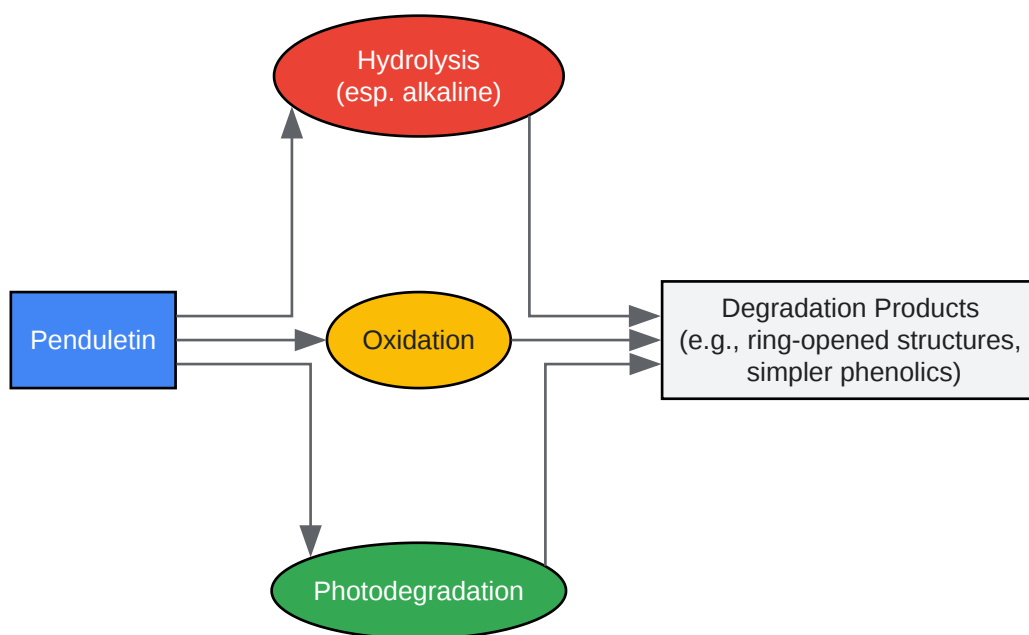 Hydrolysis
(esp. alkaline)
Penduletin
Oxidation
Degradation Products
(e.g., ring-opened structures,
simpler phenolics)
Photodegradation